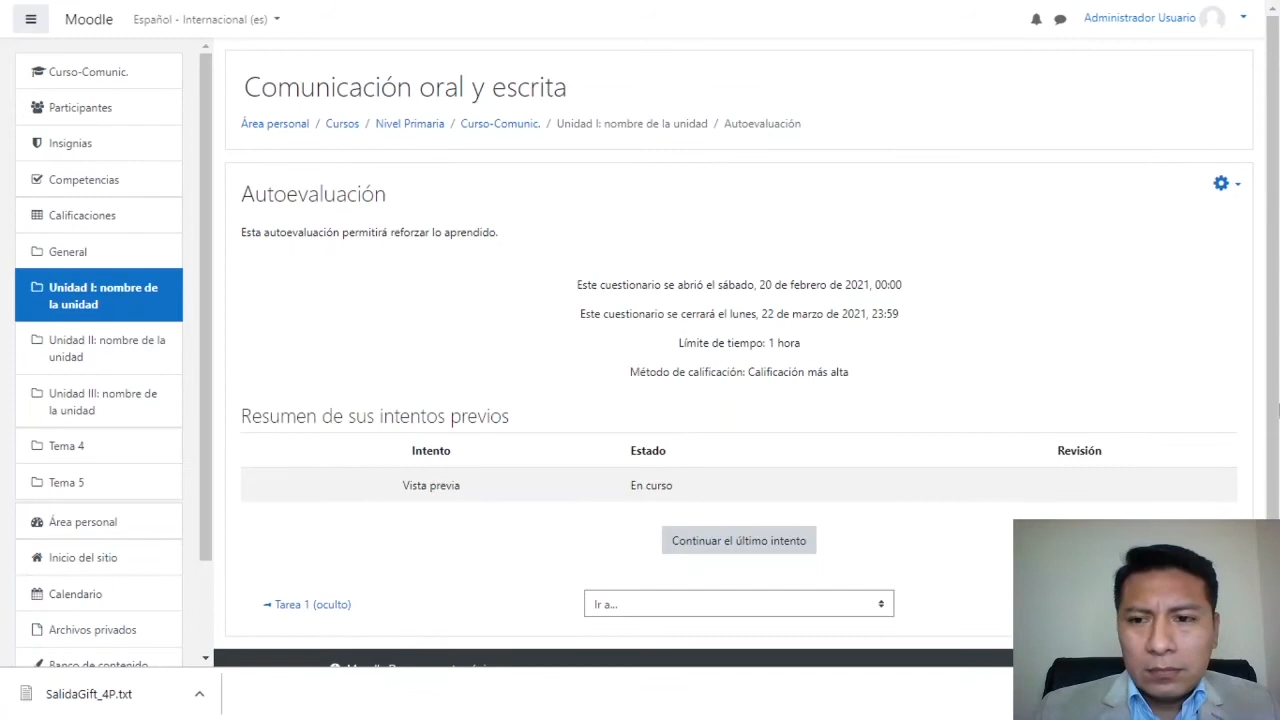 Moodle Español - Internacional (es) Administrador Usuario
Curso-Comunic.
Participantes
Insignias
Competencias
Calificaciones
General
Unidad I: nombre de
la unidad
Unidad II: nombre de la
unidad
Unidad III: nombre de
la unidad
Tema 4
Tema 5
Área personal
Inicio del sitio
Calendario
Archivos privados
Banco de contenido
Comunicación oral y escrita
Área personal / Cursos / Nivel Primaria / Curso-Comunic. / Unidad I: nombre de la unidad / Autoevaluación
Autoevaluación
Esta autoevaluación permitirá reforzar lo aprendido.
Este cuestionario se abrió el sábado, 20 de febrero de 2021, 00:00
Este cuestionario se cerrará el lunes, 22 de marzo de 2021, 23:59
Límite de tiempo: 1 hora
Método de calificación: Calificación más alta
Resumen de sus intentos previos
Intento Estado Revisión
Vista previa En curso
Continuar el último intento
Tarea 1 (oculto) Ir a...
SalidaGift_4P.txt